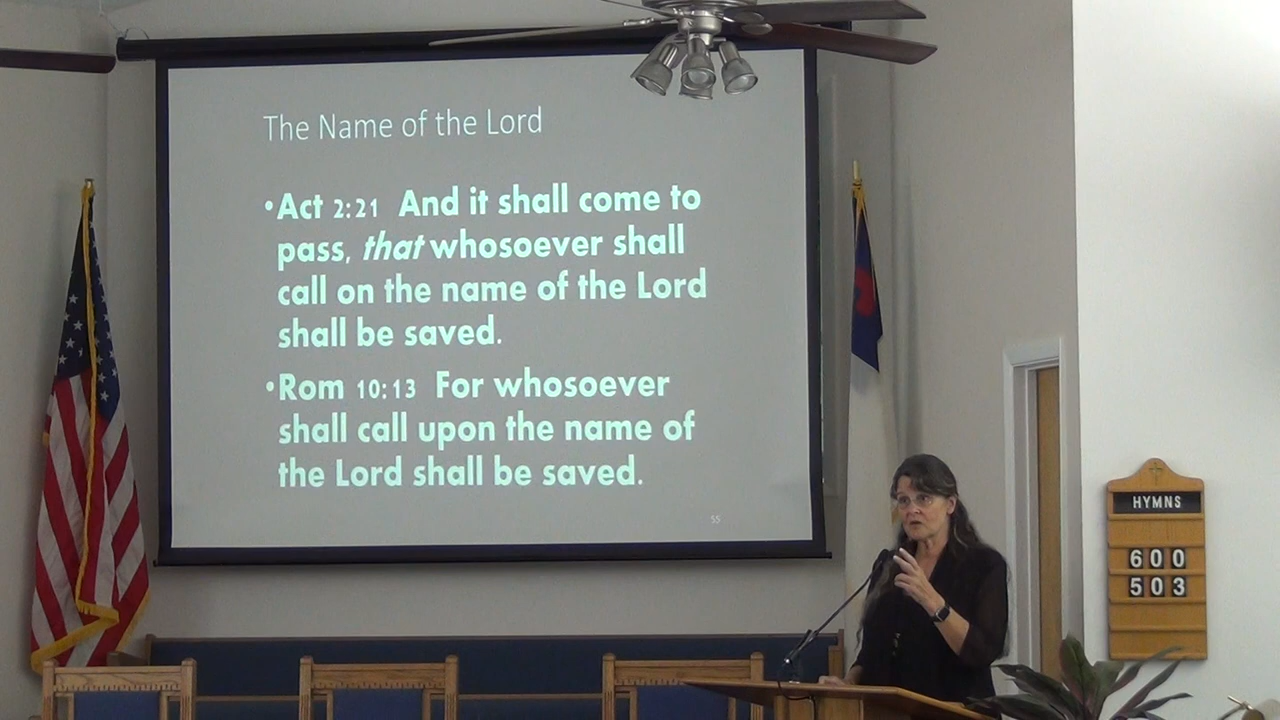 The Name of the Lord
•Act 2:21 And it shall come to
pass, that whosoever shall
call on the name of the Lord
shall be saved.
•Rom 10:13 For whosoever
shall call upon the name of
the Lord shall be saved.
55
HYMNS
600
503